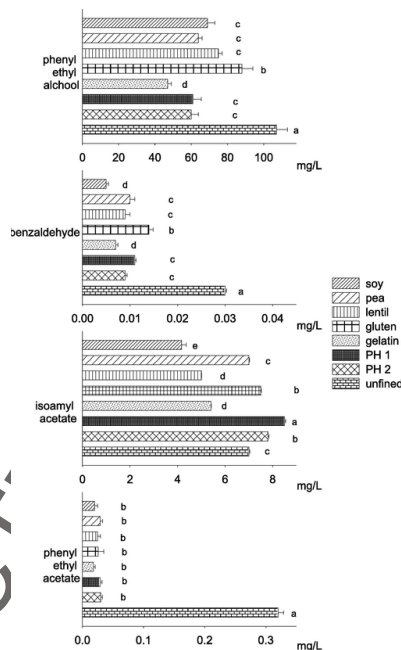 phenyl
ethyl
alchool
c
c
c
b
d
c
c
a
0 20 40 60 80 100
mg/L
benzaldehyde
d
c
c
b
d
c
c
a
0.00 0.01 0.02 0.03 0.04
mg/L
soy
pea
lentil
gluten
gelatin
PH 1
PH 2
unfined
isoamyl
acetate
e
c
d
b
d
a
b
c
0 2 4 6 8
mg/L
phenyl
ethyl
acetate
b
b
b
b
b
b
b
a
0.0 0.1 0.2 0.3
mg/L